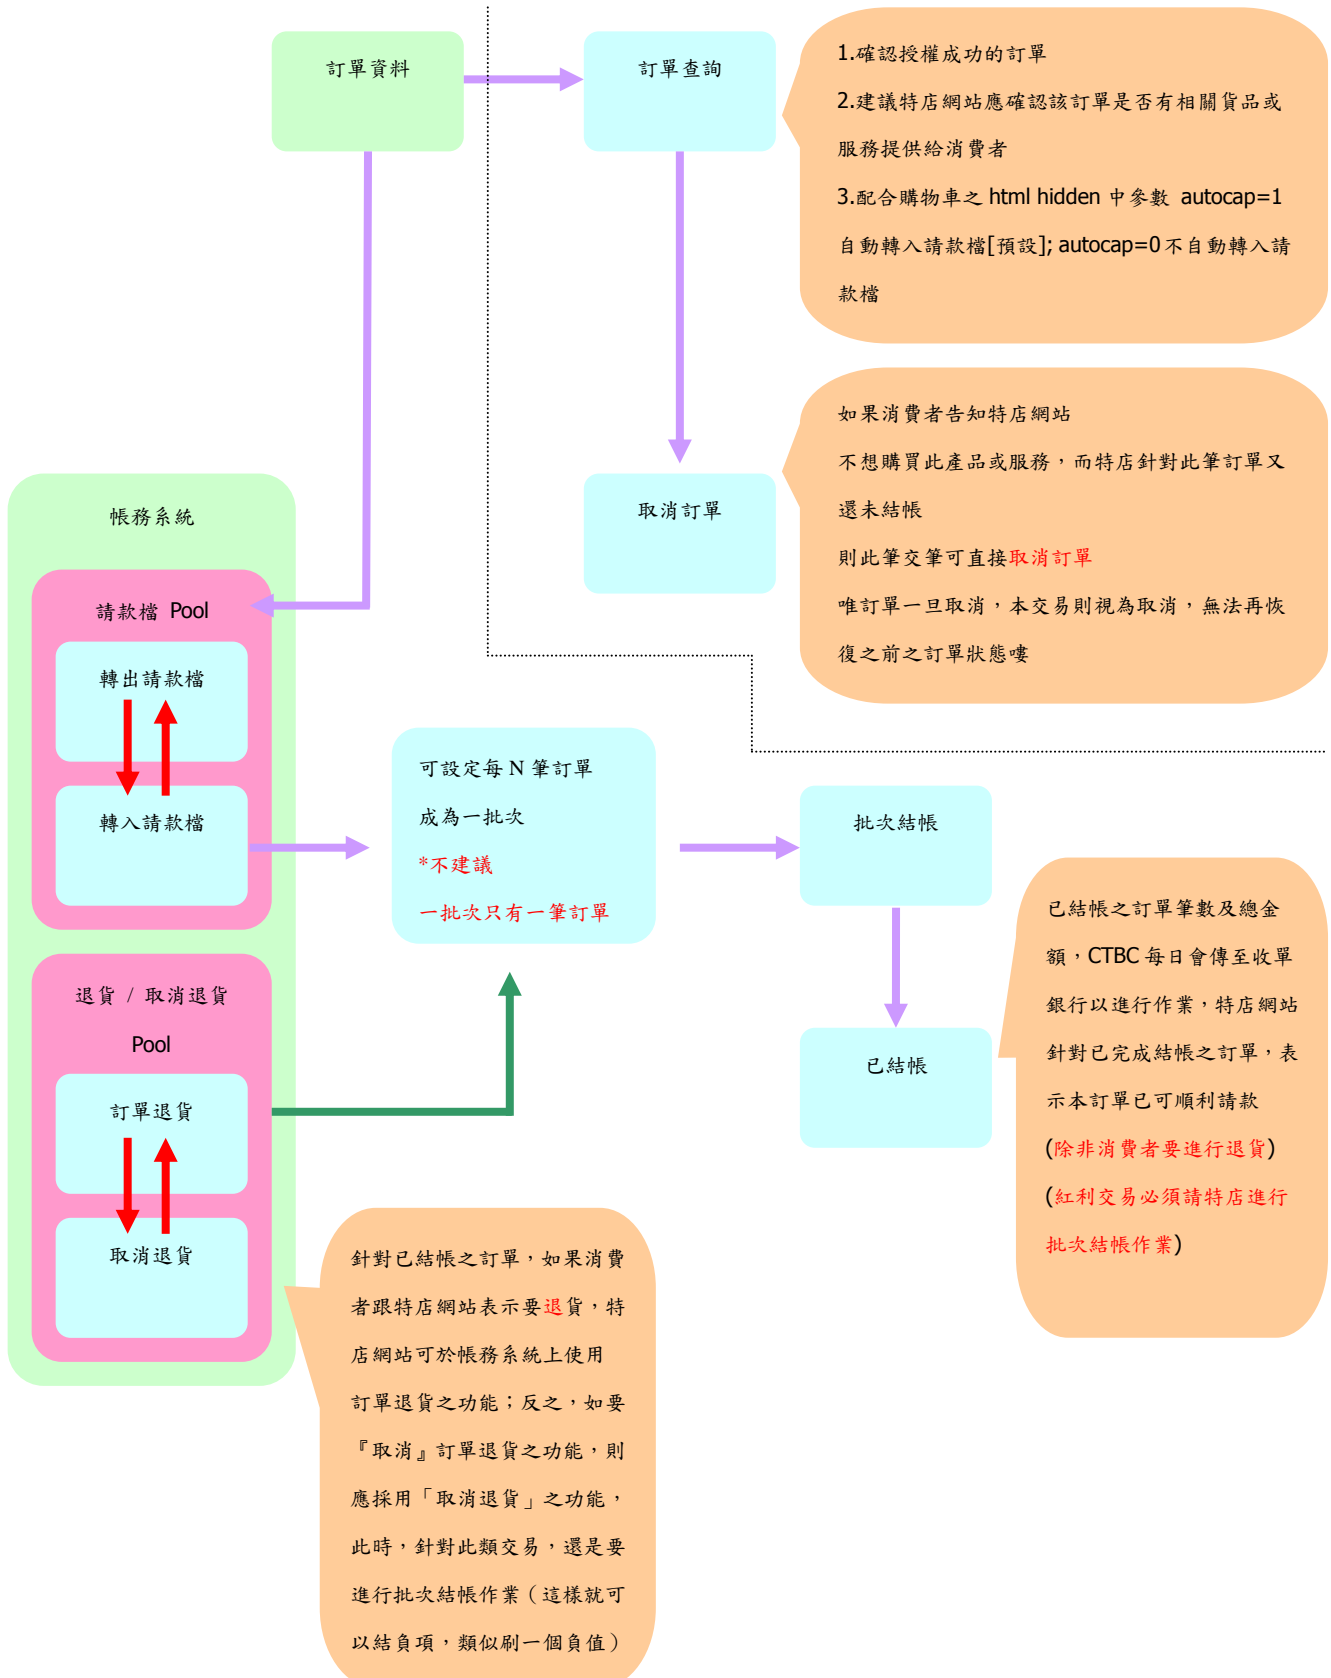 訂單資料
訂單查詢
1.確認授權成功的訂單
2.建議特店網站應確認該訂單是否有相關貨品或
服務提供給消費者
3.配合購物車之 html hidden 中參數 autocap=1
自動轉入請款檔[預設]; autocap=0 不自動轉入請
款檔
取消訂單
如果消費者告知特店網站
不想購買此產品或服務，而特店針對此筆訂單又
還未結帳
則此筆交筆可直接取消訂單
唯訂單一旦取消，本交易則視為取消，無法再恢
復之前之訂單狀態嘍
帳務系統
請款檔 Pool
轉出請款檔
轉入請款檔
可設定每 N 筆訂單
成為一批次
*不建議
一批次只有一筆訂單
批次結帳
已結帳
已結帳之訂單筆數及總金
額，CTBC 每日會傳至收單
銀行以進行作業，特店網站
針對已完成結帳之訂單，表
示本訂單已可順利請款
(除非消費者要進行退貨)
(紅利交易必須請特店進行
批次結帳作業)
退貨 / 取消退貨
Pool
訂單退貨
取消退貨
針對已結帳之訂單，如果消費
者跟特店網站表示要退貨，特
店網站可於帳務系統上使用
訂單退貨之功能；反之，如要
『取消』訂單退貨之功能，則
應採用「取消退貨」之功能，
此時，針對此類交易，還是要
進行批次結帳作業（這樣就可
以結負項，類似刷一個負值）